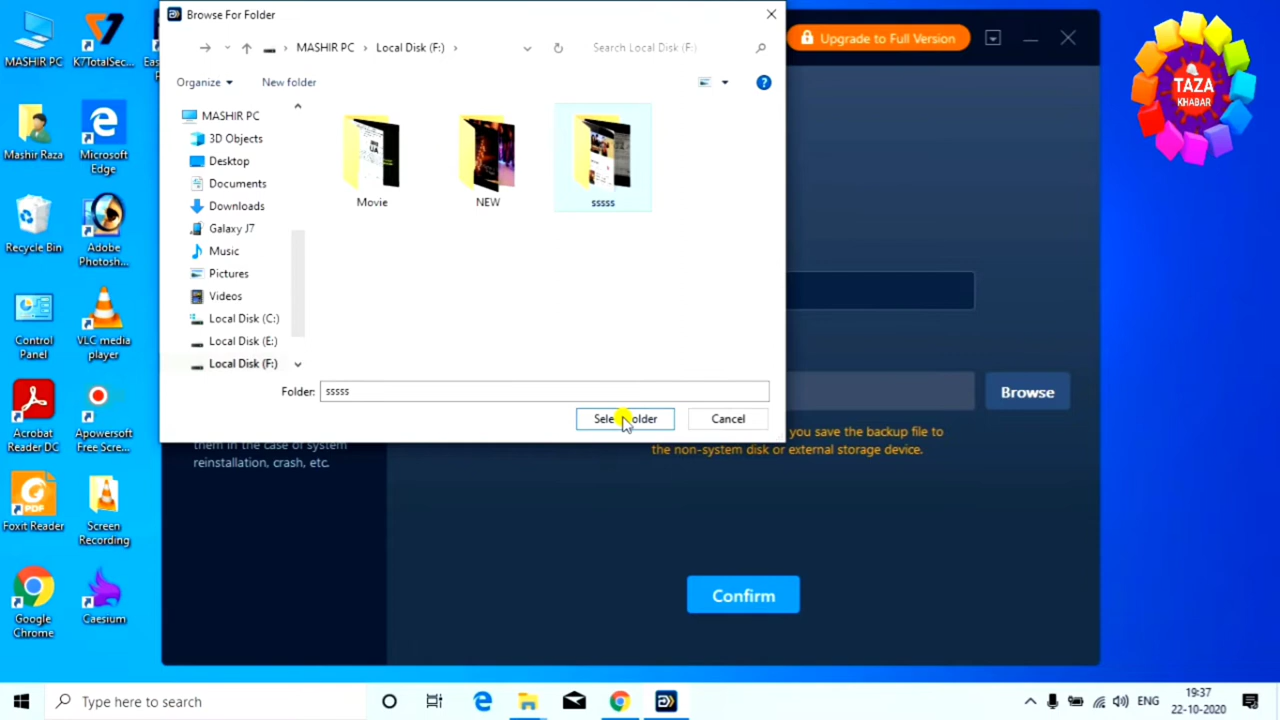 Browse For Folder
MASHIR PC
Local Disk (F:)
Search Local Disk (F:)
Organize
New folder
MASHIR PC
3D Objects
Desktop
Documents
Downloads
Galaxy J7
Music
Pictures
Videos
Local Disk (C:)
Local Disk (E:)
Local Disk (F:)
Movie
NEW
sssss
Folder:
sssss
Cancel
Upgrade to Full Version
TAZA
KHABAR
Browse
you save the backup file to
the non-system disk or external storage device.
them in the case of system
reinstallation, crash, etc.
Confirm
MASHIR PC
K7TotalSec...
Mashir Raza
Microsoft
Edge
Recycle Bin
Adobe
Photosh...
Control
Panel
VLC media
player
Acrobat
Reader DC
Apowersoft
Free Scre...
Foxit Reader
Screen
Recording
Google
Chrome
Caesium
Type here to search
ENG
19:37
22-10-2020